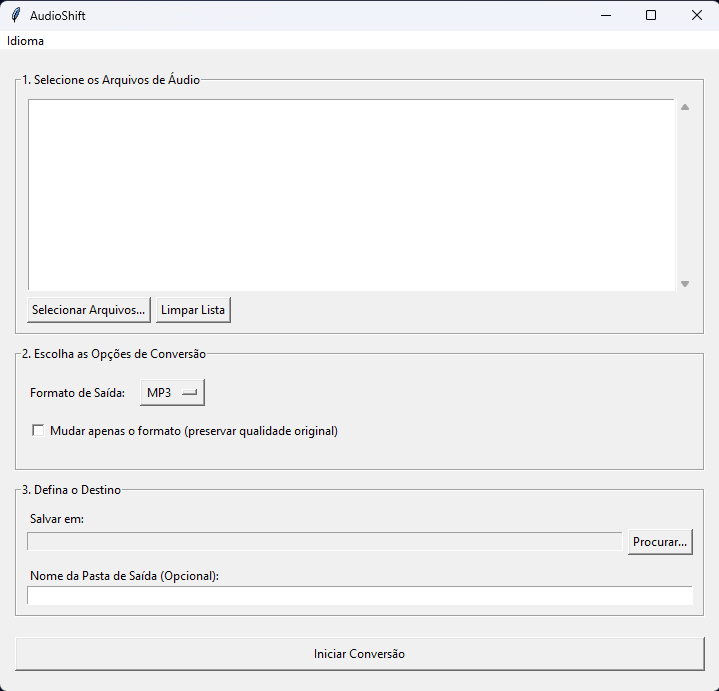 AudioShift
Idioma
1. Selecione os Arquivos de Áudio
Selecionar Arquivos... Limpar Lista
2. Escolha as Opções de Conversão
Formato de Saída: MP3
Mudar apenas o formato (preservar qualidade original)
3. Defina o Destino
Salvar em:
Procurar...
Nome da Pasta de Saída (Opcional):
Iniciar Conversão